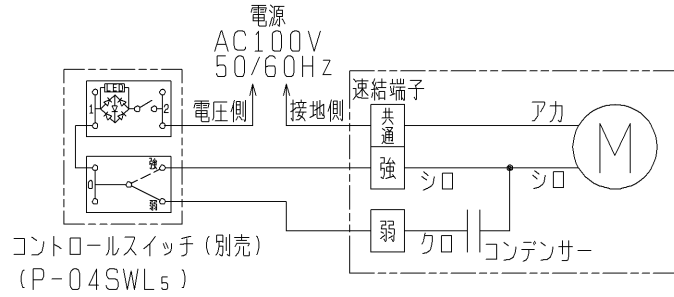 電源
AC100V
50/60Hz
LED
1 2
電圧側
接地側
速結端子
共通
アカ
M
強
0
強
シロ
シロ
弱
弱
クロ
コンデンサー
コントロールスイッチ(別売)
(P-04SWL5)